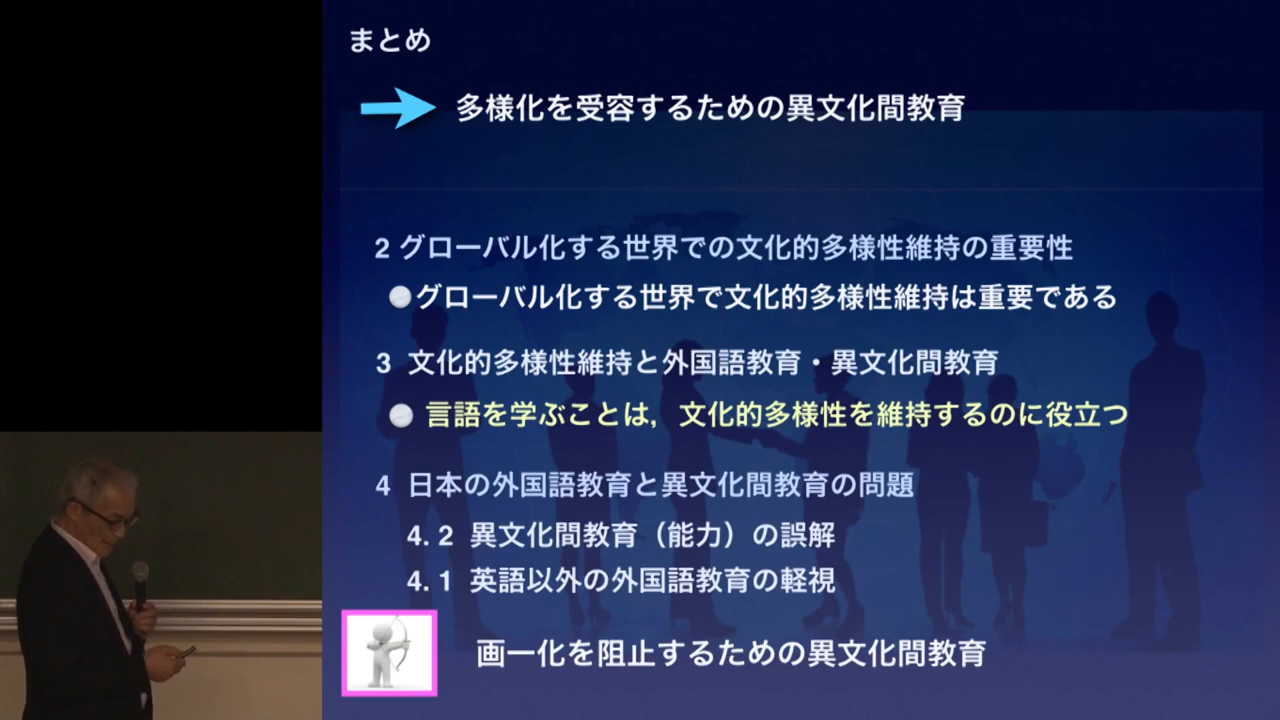 まとめ
多様化を受容するための異文化間教育
2 グローバル化する世界での文化的多様性維持の重要性
●グローバル化する世界で文化的多様性維持は重要である
3 文化的多様性維持と外国語教育・異文化間教育
● 言語を学ぶことは，文化的多様性を維持するのに役立つ
4 日本の外国語教育と異文化間教育の問題
4. 2 異文化間教育（能力）の誤解
4. 1 英語以外の外国語教育の軽視
画一化を阻止するための異文化間教育